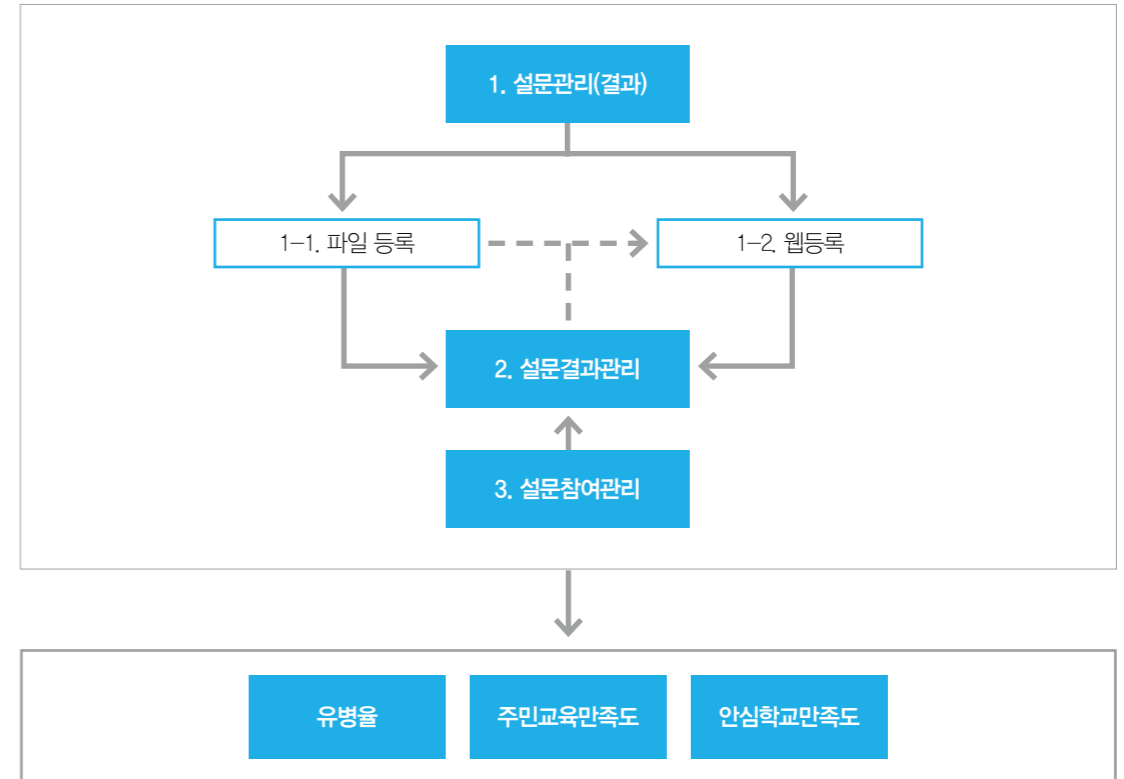 1. 설문관리(결과)
1-1. 파일 등록
1-2. 웹등록
2. 설문결과관리
3. 설문참여관리
유병율
주민교육만족도
안심학교만족도